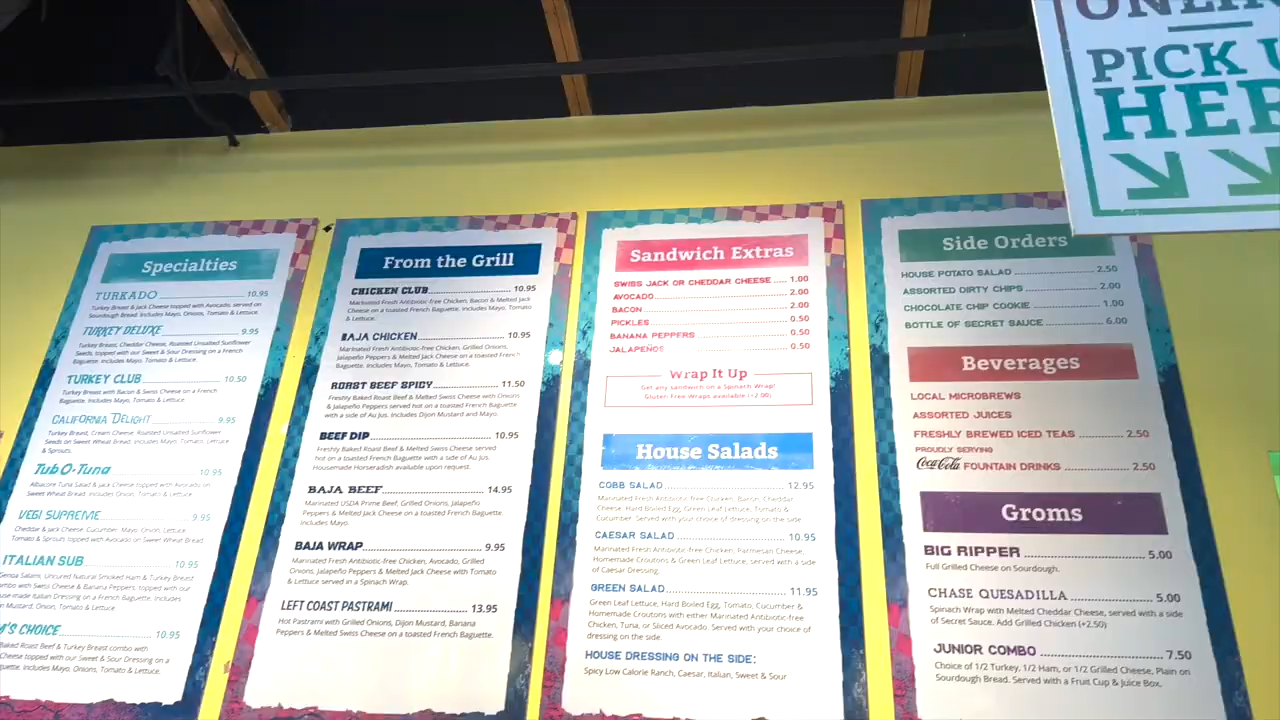 ONLIN
PICK U
HER
Specialties
TURKADO 10.95
Turkey Breast & Jack Cheese topped with Avocado, served on
Sourdough Bread. Includes Mayo, Onions, Tomato & Lettuce.
TURKEY DELUXE 9.95
Turkey Breast, Cheddar Cheese, Roasted Unsalted Sunflower
Seeds, topped with our Sweet & Sour Dressing on a French
Baguette. Includes Mayo, Tomato & Lettuce.
TURKEY CLUB 10.50
Turkey Breast with Bacon & Swiss Cheese on a French
Baguette. Includes Mayo, Tomato & Lettuce.
CALIFORNIA DELIGHT 9.95
Turkey Breast, Cream Cheese, Roasted Unsalted Sunflower
Seeds on Sweet Wheat Bread. Includes Mayo, Tomato, Lettuce
& Sprouts.
Tub-O-Tuna 10.95
Albacore Tuna Salad & Jack Cheese topped with Avocado on
Sweet Wheat Bread. Includes Onion, Tomato & Lettuce
VEGI SUPREME 9.95
Cheddar & Jack Cheese, Cucumber, Mayo, Onion, Lettuce,
Tomato & Sprouts topped with Avocado on Sweet Wheat Bread.
ITALIAN SUB 10.95
Genoa Salami, Uncured Natural Smoked Ham & Turkey Breast
ombo with Swiss Cheese & Banana Peppers, topped with our
use-made Italian Dressing on a French Baguette. Includes
n Mustard, Onion, Tomato & Lettuce
M'S CHOICE 10.95
Baked Roast Beef & Turkey Breast combo with
Cheese topped with our Sweet & Sour Dressing on a
guette. Includes Mayo, Onions, Tomato & Lettuce.
From the Grill
CHICKEN CLUB 10.95
Marinated Fresh Antibiotic-free Chicken, Bacon & Melted Jack
Cheese on a toasted French Baguette. Includes Mayo, Tomato
& Lettuce.
BAJA CHICKEN 10.95
Marinated Fresh Antibiotic-free Chicken, Grilled Onions,
Jalapeño Peppers & Melted Jack Cheese on a toasted French
Baguette. Includes Mayo, Tomato & Lettuce.
ROAST BEEF SPICY 11.50
Freshly Baked Roast Beef & Melted Swiss Cheese with Onions
& Jalapeño Peppers served hot on a toasted French Baguette
with a side of Au Jus. Includes Dijon Mustard and Mayo.
BEEF DIP 10.95
Freshly Baked Roast Beef & Melted Swiss Cheese served
hot on a toasted French Baguette with a side of Au Jus.
Housemade Horseradish available upon request.
BAJA BEEF 14.95
Marinated USDA Prime Beef, Grilled Onions, Jalapeño
Peppers & Melted Jack Cheese on a toasted French Baguette.
Includes Mayo.
BAJA WRAP 9.95
Marinated Fresh Antibiotic-free Chicken, Avocado, Grilled
Onions, Jalapeño Peppers & Melted Jack Cheese with Tomato
& Lettuce served in a Spinach Wrap.
LEFT COAST PASTRAMI 13.95
Hot Pastrami with Grilled Onions, Dijon Mustard, Banana
Peppers & Melted Swiss Cheese on a toasted French Baguette.
Sandwich Extras
SWISS JACK OR CHEDDAR CHEESE 1.00
AVOCADO 2.00
BACON 2.00
PICKLES 0.50
BANANA PEPPERS 0.50
JALAPEÑOS 0.50
Wrap It Up
Get any sandwich on a Spinach Wrap!
Gluten Free Wraps available (+2.00)
House Salads
COBB SALAD 12.95
Marinated Fresh Antibiotic-free Chicken, Bacon, Cheddar
Cheese, Hard Boiled Egg, Green Leaf Lettuce, Tomato &
Cucumber. Served with your choice of dressing on the side
CAESAR SALAD 10.95
Marinated Fresh Antibiotic-free Chicken, Parmesan Cheese,
Homemade Croutons & Green Leaf Lettuce, served with a side
of Caesar Dressing.
GREEN SALAD 11.95
Green Leaf Lettuce, Hard Boiled Egg, Tomato, Cucumber &
Homemade Croutons with either Marinated Antibiotic-free
Chicken, Tuna, or Sliced Avocado. Served with your choice of
dressing on the side.
HOUSE DRESSING ON THE SIDE:
Spicy Low Calorie Ranch, Caesar, Italian, Sweet & Sour
Side Orders
HOUSE POTATO SALAD 2.50
ASSORTED DIRTY CHIPS 2.00
CHOCOLATE CHIP COOKIE 1.00
BOTTLE OF SECRET SAUCE 6.00
Beverages
LOCAL MICROBREWS
ASSORTED JUICES
FRESHLY BREWED ICED TEAS 2.50
PROUDLY SERVING
Coca-Cola FOUNTAIN DRINKS 2.50
Groms
BIG RIPPER 5.00
Full Grilled Cheese on Sourdough.
CHASE QUESADILLA 5.00
Spinach Wrap with Melted Cheddar Cheese, served with a side
of Secret Sauce. Add Grilled Chicken (+2.50)
JUNIOR COMBO 7.50
Choice of 1/2 Turkey, 1/2 Ham, or 1/2 Grilled Cheese, Plain on
Sourdough Bread. Served with a Fruit Cup & Juice Box.